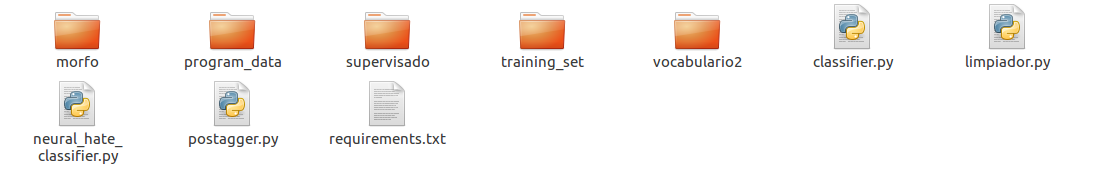 morfo
program_data
supervisado
training_set
vocabulario2
classifier.py
limpiador.py
neural_hate_
classifier.py
postagger.py
requirements.txt